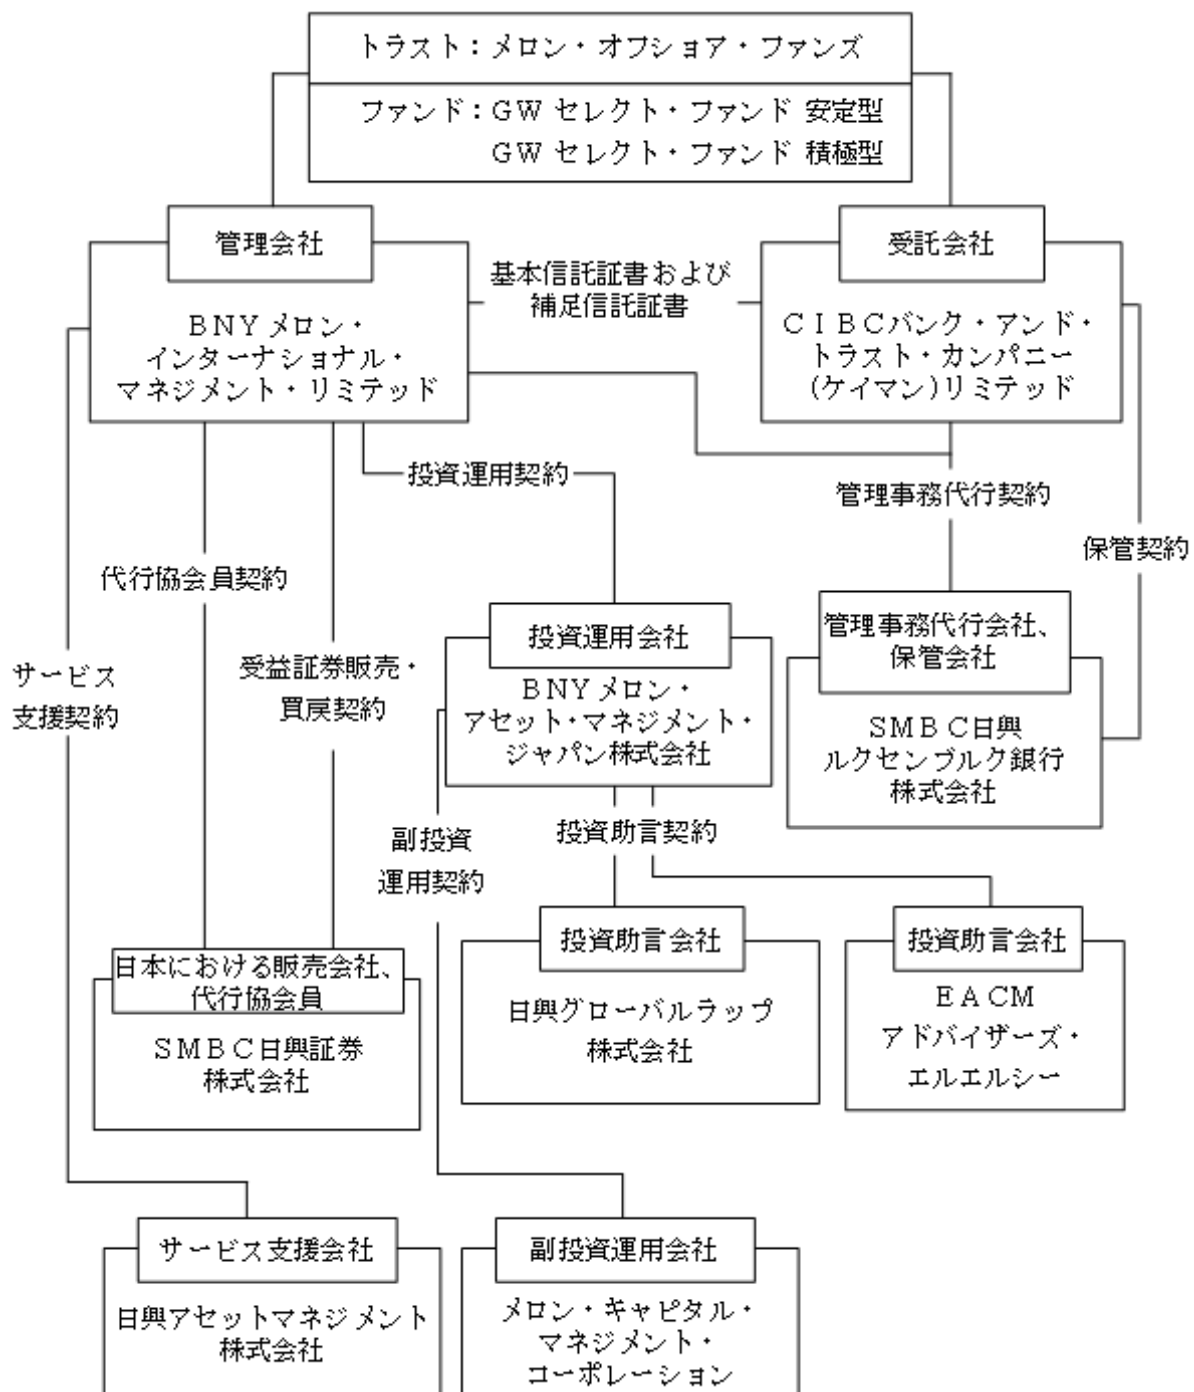 トラスト：メロン・オフショア・ファンズ
ファンド：ＧＷ セレクト・ファンド 安定型
ＧＷ セレクト・ファンド 積極型
管理会社
受託会社
基本信託証書および
補足信託証書
ＢＮＹメロン・
インターナショナル・
マネジメント・リミテッド
ＣＩＢＣバンク・アンド・
トラスト・カンパニー
(ケイマン)リミテッド
投資運用契約
管理事務代行契約
保管契約
代行協会員契約
管理事務代行会社、
保管会社
投資運用会社
サービス
支援契約
受益証券販売・
買戻契約
ＢＮＹメロン・
アセット・マネジメント・
ジャパン株式会社
ＳＭＢＣ日興
ルクセンブルク銀行
株式会社
副投資
運用契約
投資助言契約
投資助言会社
投資助言会社
日本における販売会社、
代行協会員
ＳＭＢＣ日興証券
株式会社
日興グローバルラップ
株式会社
ＥＡＣＭ
アドバイザーズ・
エルエルシー
サービス支援会社
副投資運用会社
日興アセットマネジメント
株式会社
メロン・キャピタル・
マネジメント・
コーポレーション